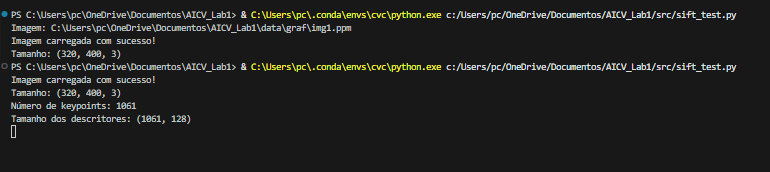 PS C:\Users\pc\OneDrive\Documentos\AICV_Lab1> & C:\Users\pc\.conda\envs\cvc\python.exe c:/Users/pc/OneDrive/Documentos/AICV_Lab1/src/sift_test.py
Imagem: C:\Users\pc\OneDrive\Documentos\AICV_Lab1\data\graf\img1.ppm
Imagem carregada com sucesso!
Tamanho: (320, 400, 3)
PS C:\Users\pc\OneDrive\Documentos\AICV_Lab1> & C:\Users\pc\.conda\envs\cvc\python.exe c:/Users/pc/OneDrive/Documentos/AICV_Lab1/src/sift_test.py
Imagem carregada com sucesso!
Tamanho: (320, 400, 3)
Número de keypoints: 1061
Tamanho dos descritores: (1061, 128)